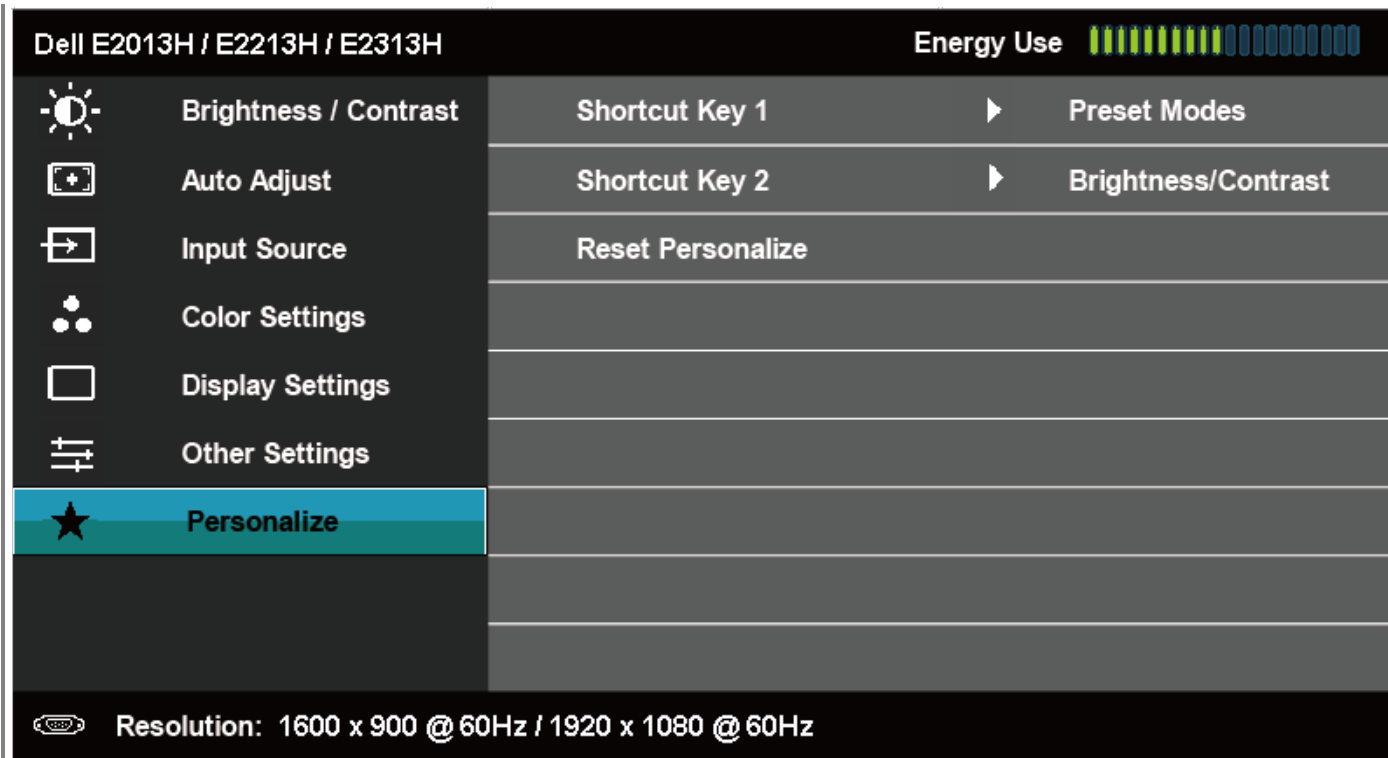 Dell E2013H / E2213H / E2313H Energy Use
Brightness / Contrast Shortcut Key 1 Preset Modes
Auto Adjust Shortcut Key 2 Brightness/Contrast
Input Source Reset Personalize
Color Settings
Display Settings
Other Settings
Personalize
Resolution: 1600 x 900 @ 60Hz / 1920 x 1080 @ 60Hz